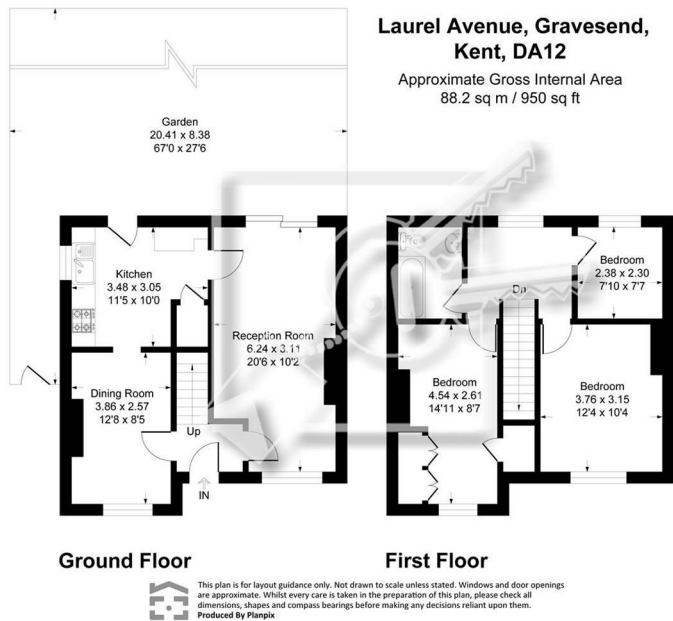 Laurel Avenue, Gravesend,
Kent, DA12
Approximate Gross Internal Area
88.2 sq m / 950 sq ft
Garden
20.41 x 8.38
67'0 x 27'6
Kitchen
3.48 x 3.05
11'5 x 10'0
Reception Room
6.24 x 3.11
20'6 x 10'2
Dining Room
3.86 x 2.57
12'8 x 8'5
Up
IN
Bedroom
2.38 x 2.30
7'10 x 7'7
Dn
Bedroom
4.54 x 2.61
14'11 x 8'7
Bedroom
3.76 x 3.15
12'4 x 10'4
Ground Floor
First Floor
This plan is for layout guidance only. Not drawn to scale unless stated. Windows and door openings
are approximate. Whilst every care is taken in the preparation of this plan, please check all
dimensions, shapes and compass bearings before making any decisions reliant upon them.
Produced By Planpix